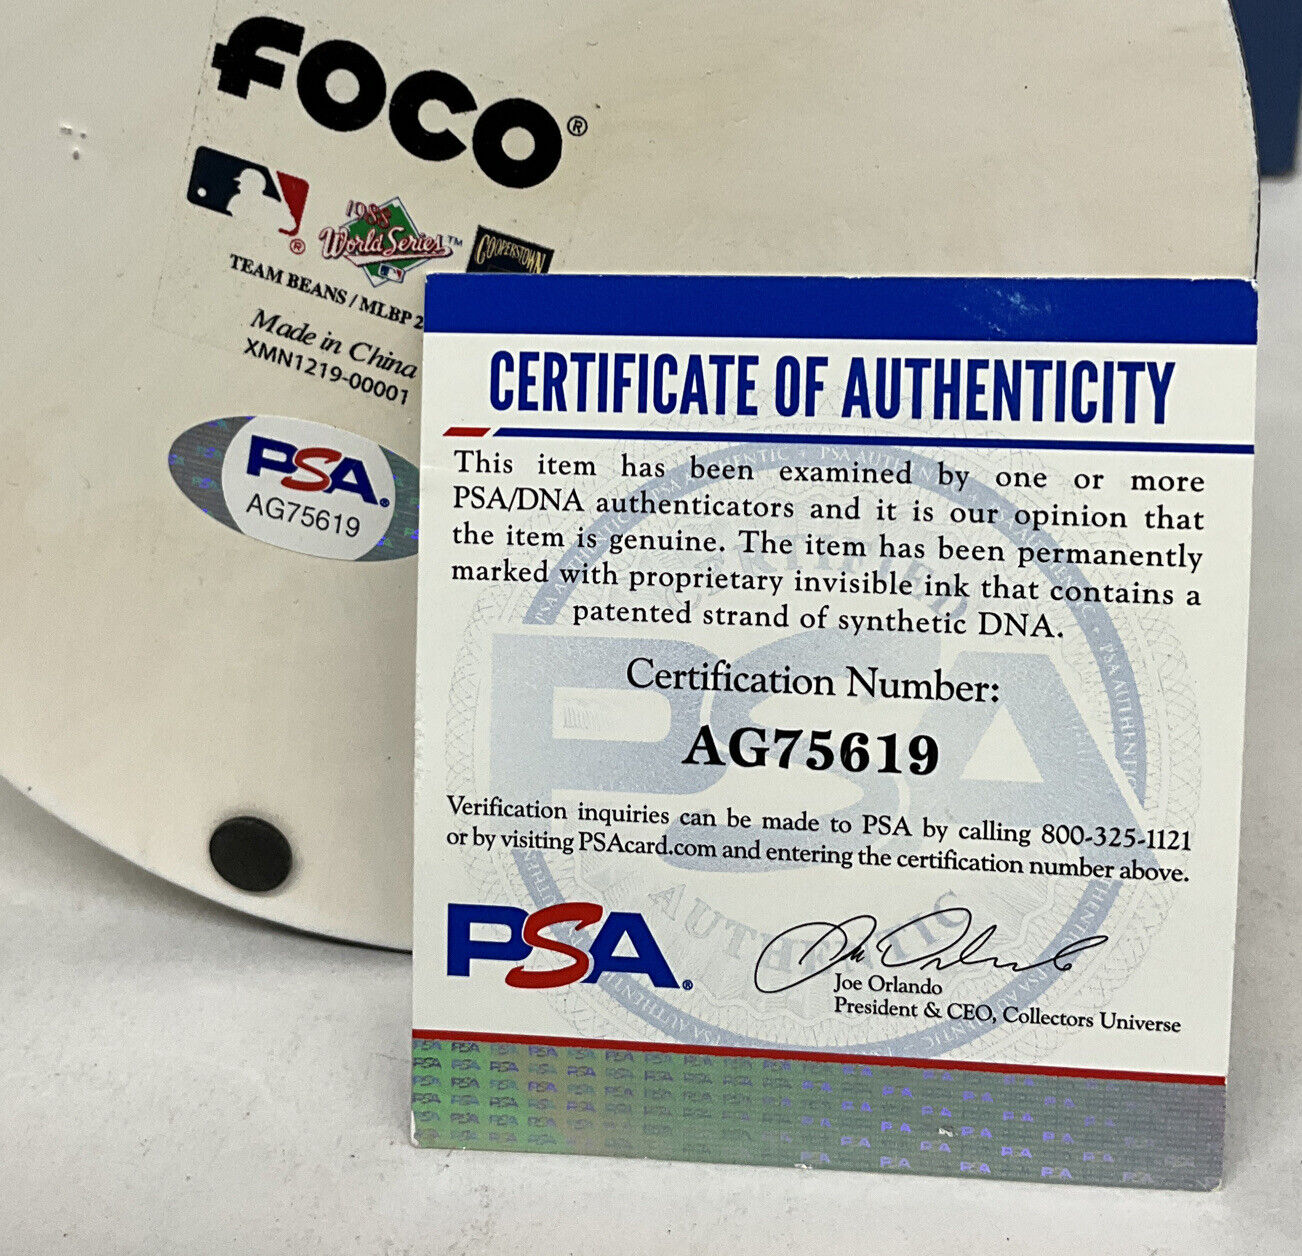 FOCO®
1988
World Series™
COOPERSTOWN
TEAM BEANS / MLBP 2
Made in China
XMN1219-00001
PSA®
AG75619
CERTIFICATE OF AUTHENTICITY
This item has been examined by one or more
PSA/DNA authenticators and it is our opinion that
the item is genuine. The item has been permanently
marked with proprietary invisible ink that contains a
patented strand of synthetic DNA.
Certification Number:
AG75619
Verification inquiries can be made to PSA by calling 800-325-1121
or by visiting PSAcard.com and entering the certification number above.
PSA®
Joe Orlando
President & CEO, Collectors Universe
CERTIFIED
PSA
AUTHENTIC